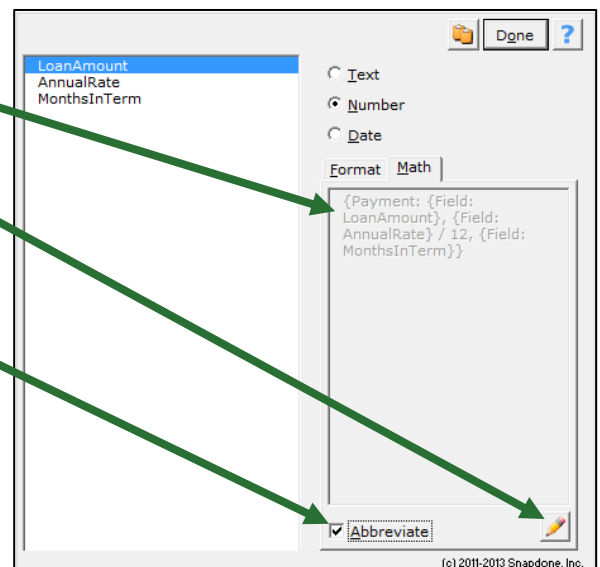 Done ?
LoanAmount
AnnualRate
MonthsInTerm
Text
Number
Date
Format Math
{Payment: {Field:
LoanAmount}, {Field:
AnnualRate} / 12, {Field:
MonthsInTerm}}
Abbreviate
(c) 2011-2013 Snapdone, Inc.